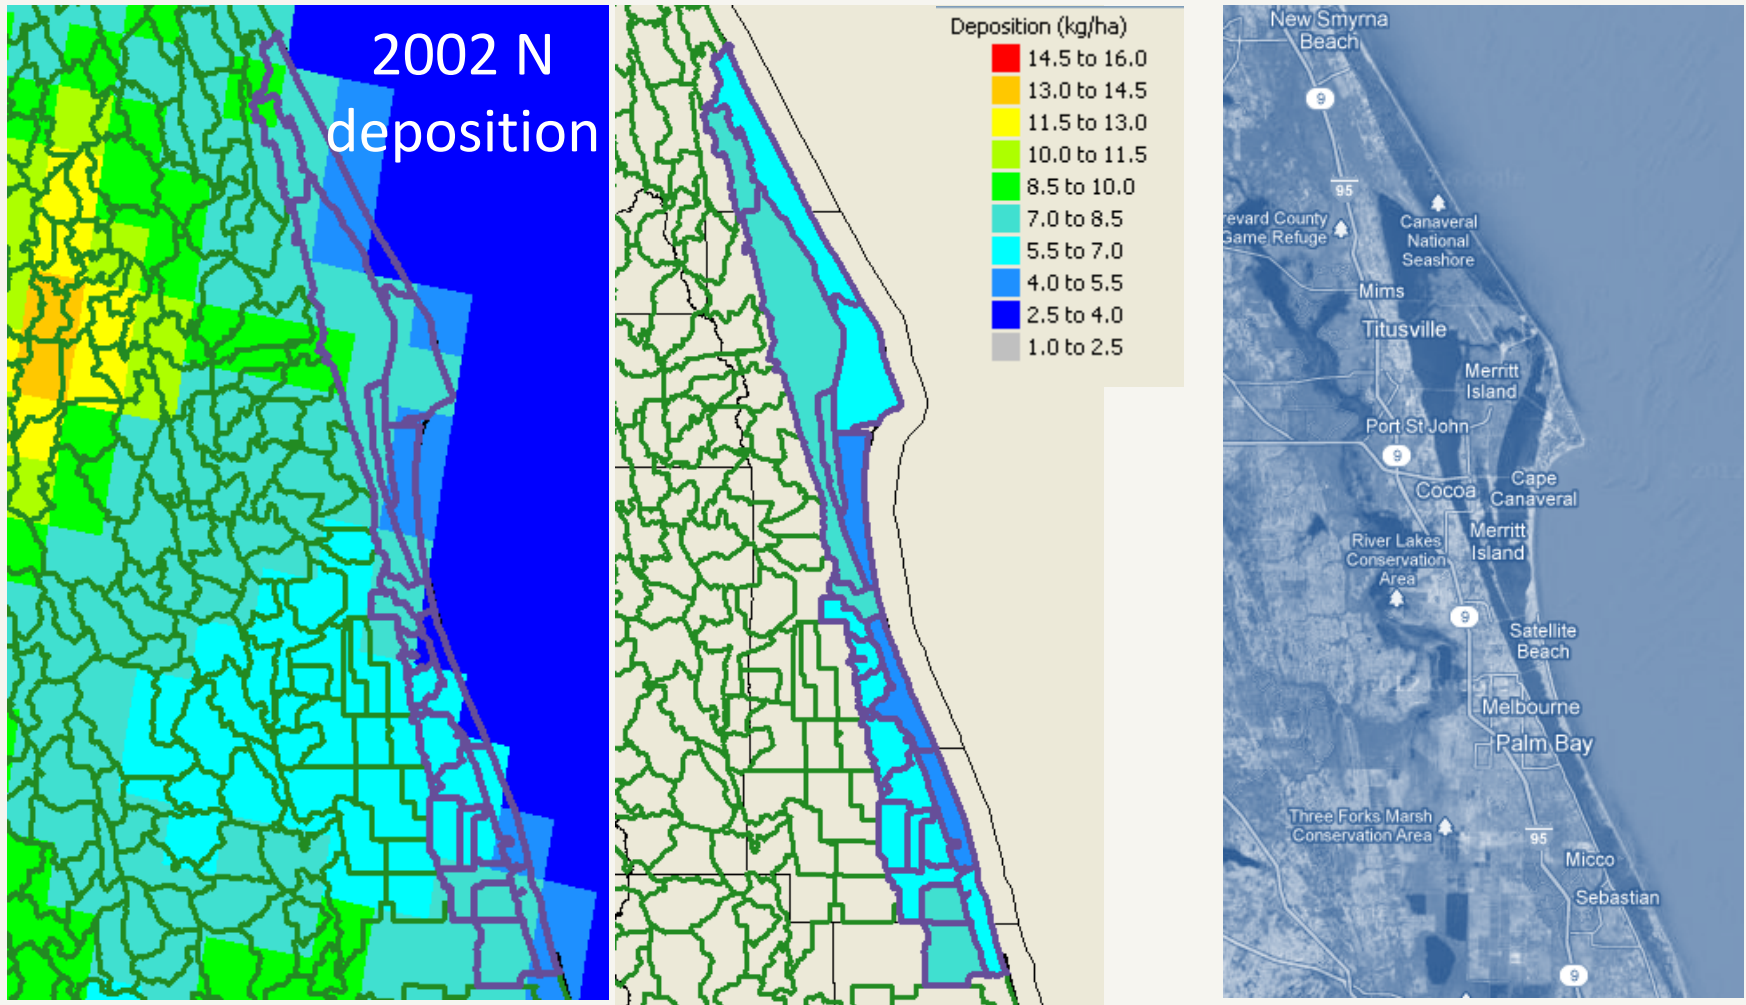 2002 N
deposition
Deposition (kg/ha)
14.5 to 16.0
13.0 to 14.5
11.5 to 13.0
10.0 to 11.5
8.5 to 10.0
7.0 to 8.5
5.5 to 7.0
4.0 to 5.5
2.5 to 4.0
1.0 to 2.5
New Smyrna
Beach
9
95
revard County
Game Refuge
Canaveral
National
Seashore
Mims
Titusville
Merritt
Island
Port St John
9
Cocoa
Cape
Canaveral
River Lakes
Conservation
Area
Merritt
Island
9
Satellite
Beach
Melbourne
Palm Bay
Three Forks Marsh
Conservation Area
95
Micco
Sebastian
9